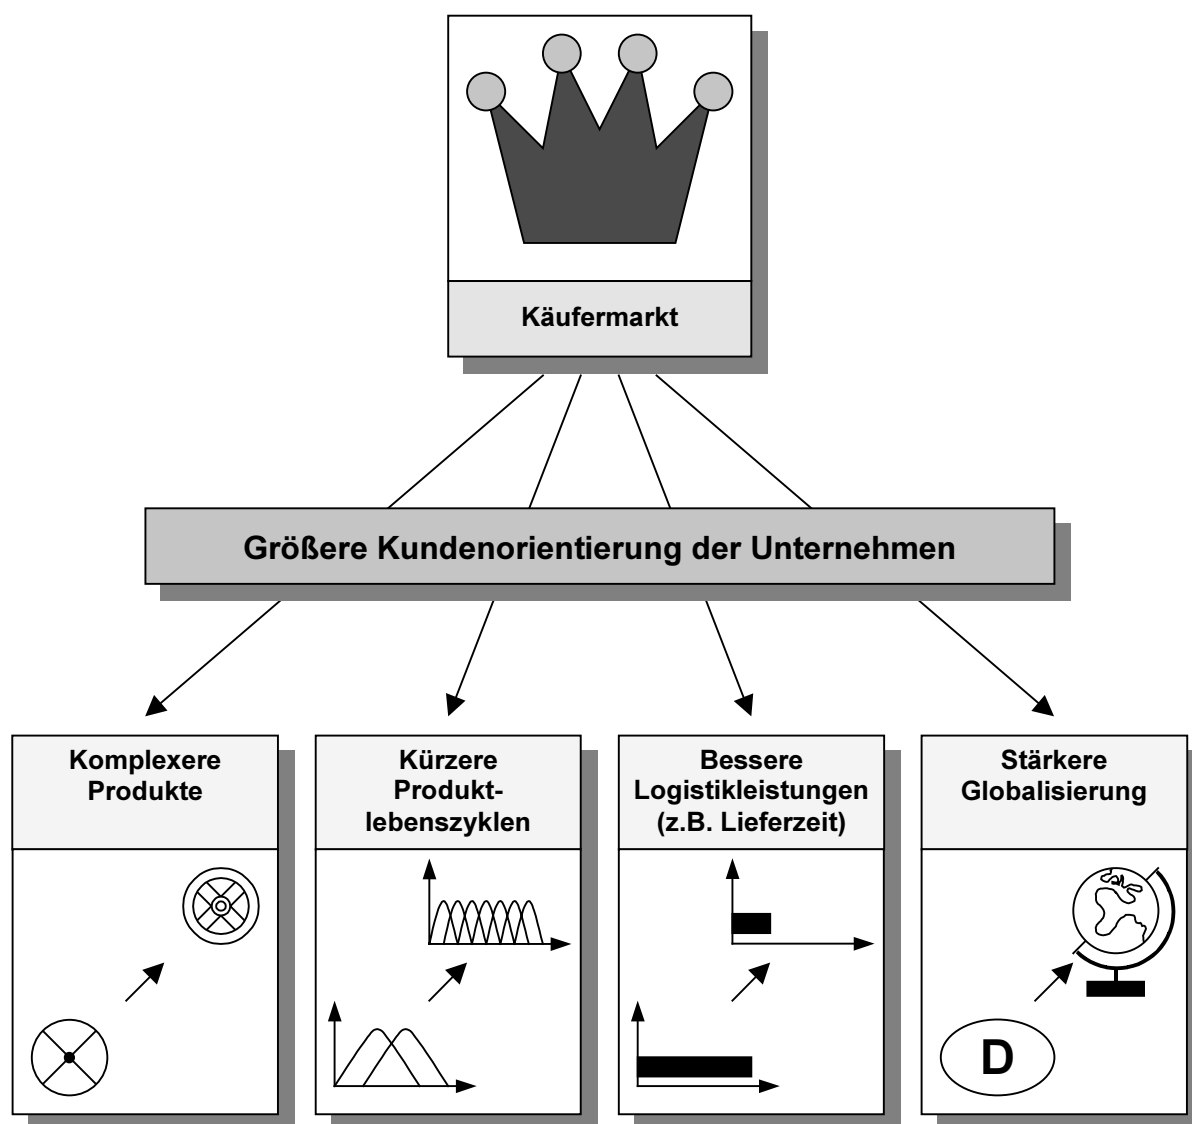 Käufermarkt
Größere Kundenorientierung der Unternehmen
Komplexere
Produkte
Kürzere
Produkt-
lebenszyklen
Bessere
Logistikleistungen
(z.B. Lieferzeit)
Stärkere
Globalisierung
D